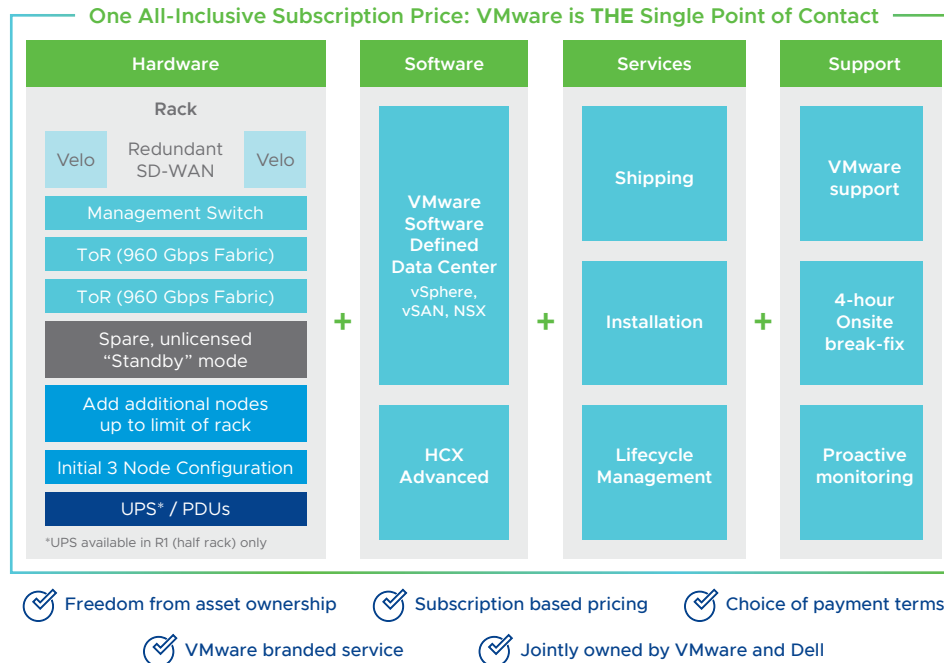 One All-Inclusive Subscription Price: VMware is THE Single Point of Contact
Hardware
Rack
Velo
Redundant
SD-WAN
Velo
Management Switch
ToR (960 Gbps Fabric)
ToR (960 Gbps Fabric)
Spare, unlicensed
“Standby” mode
Add additional nodes
up to limit of rack
Initial 3 Node Configuration
UPS* / PDUs
*UPS available in R1 (half rack) only
+
Software
VMware
Software
Defined
Data Center
vSphere,
vSAN, NSX
HCX
Advanced
+
Services
Shipping
Installation
Lifecycle
Management
+
Support
VMware
support
4-hour
Onsite
break-fix
Proactive
monitoring
Freedom from asset ownership
Subscription based pricing
Choice of payment terms
VMware branded service
Jointly owned by VMware and Dell